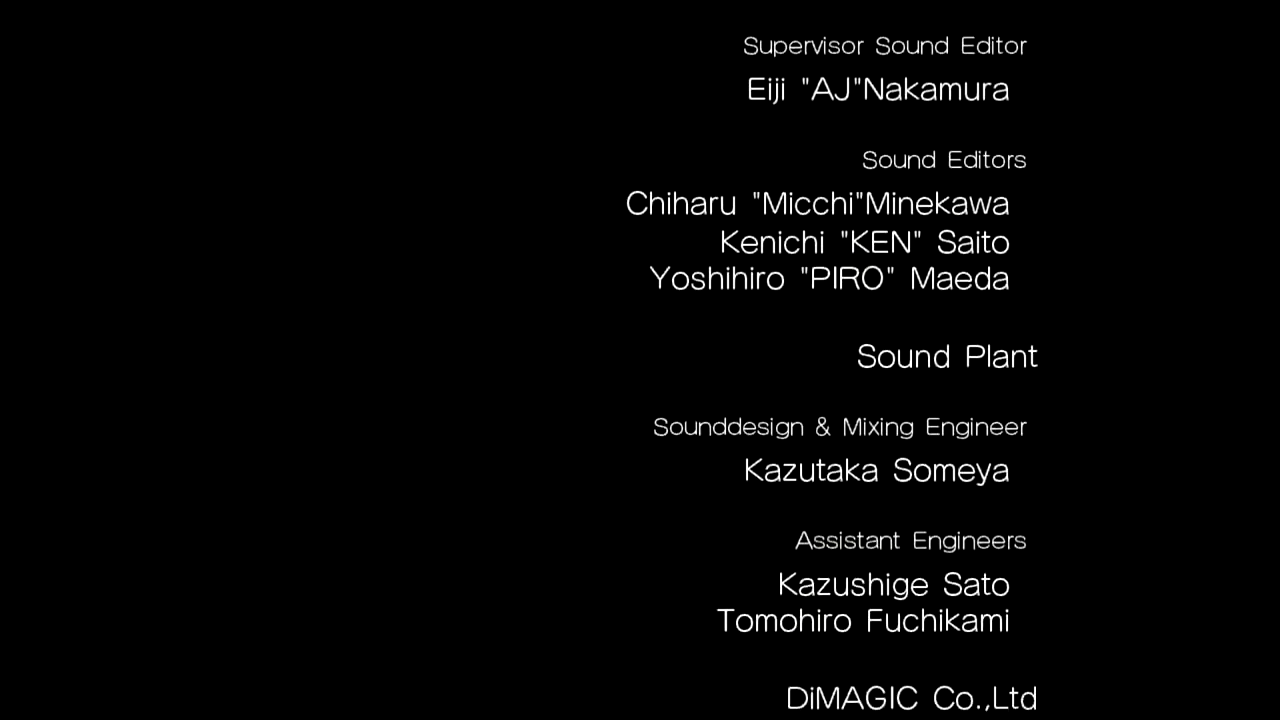 Supervisor Sound Editor
Eiji "AJ"Nakamura
Sound Editors
Chiharu "Micchi"Minekawa
Kenichi "KEN" Saito
Yoshihiro "PIRO" Maeda
Sound Plant
Sounddesign & Mixing Engineer
Kazutaka Someya
Assistant Engineers
Kazushige Sato
Tomohiro Fuchikami
DiMAGIC Co.,Ltd